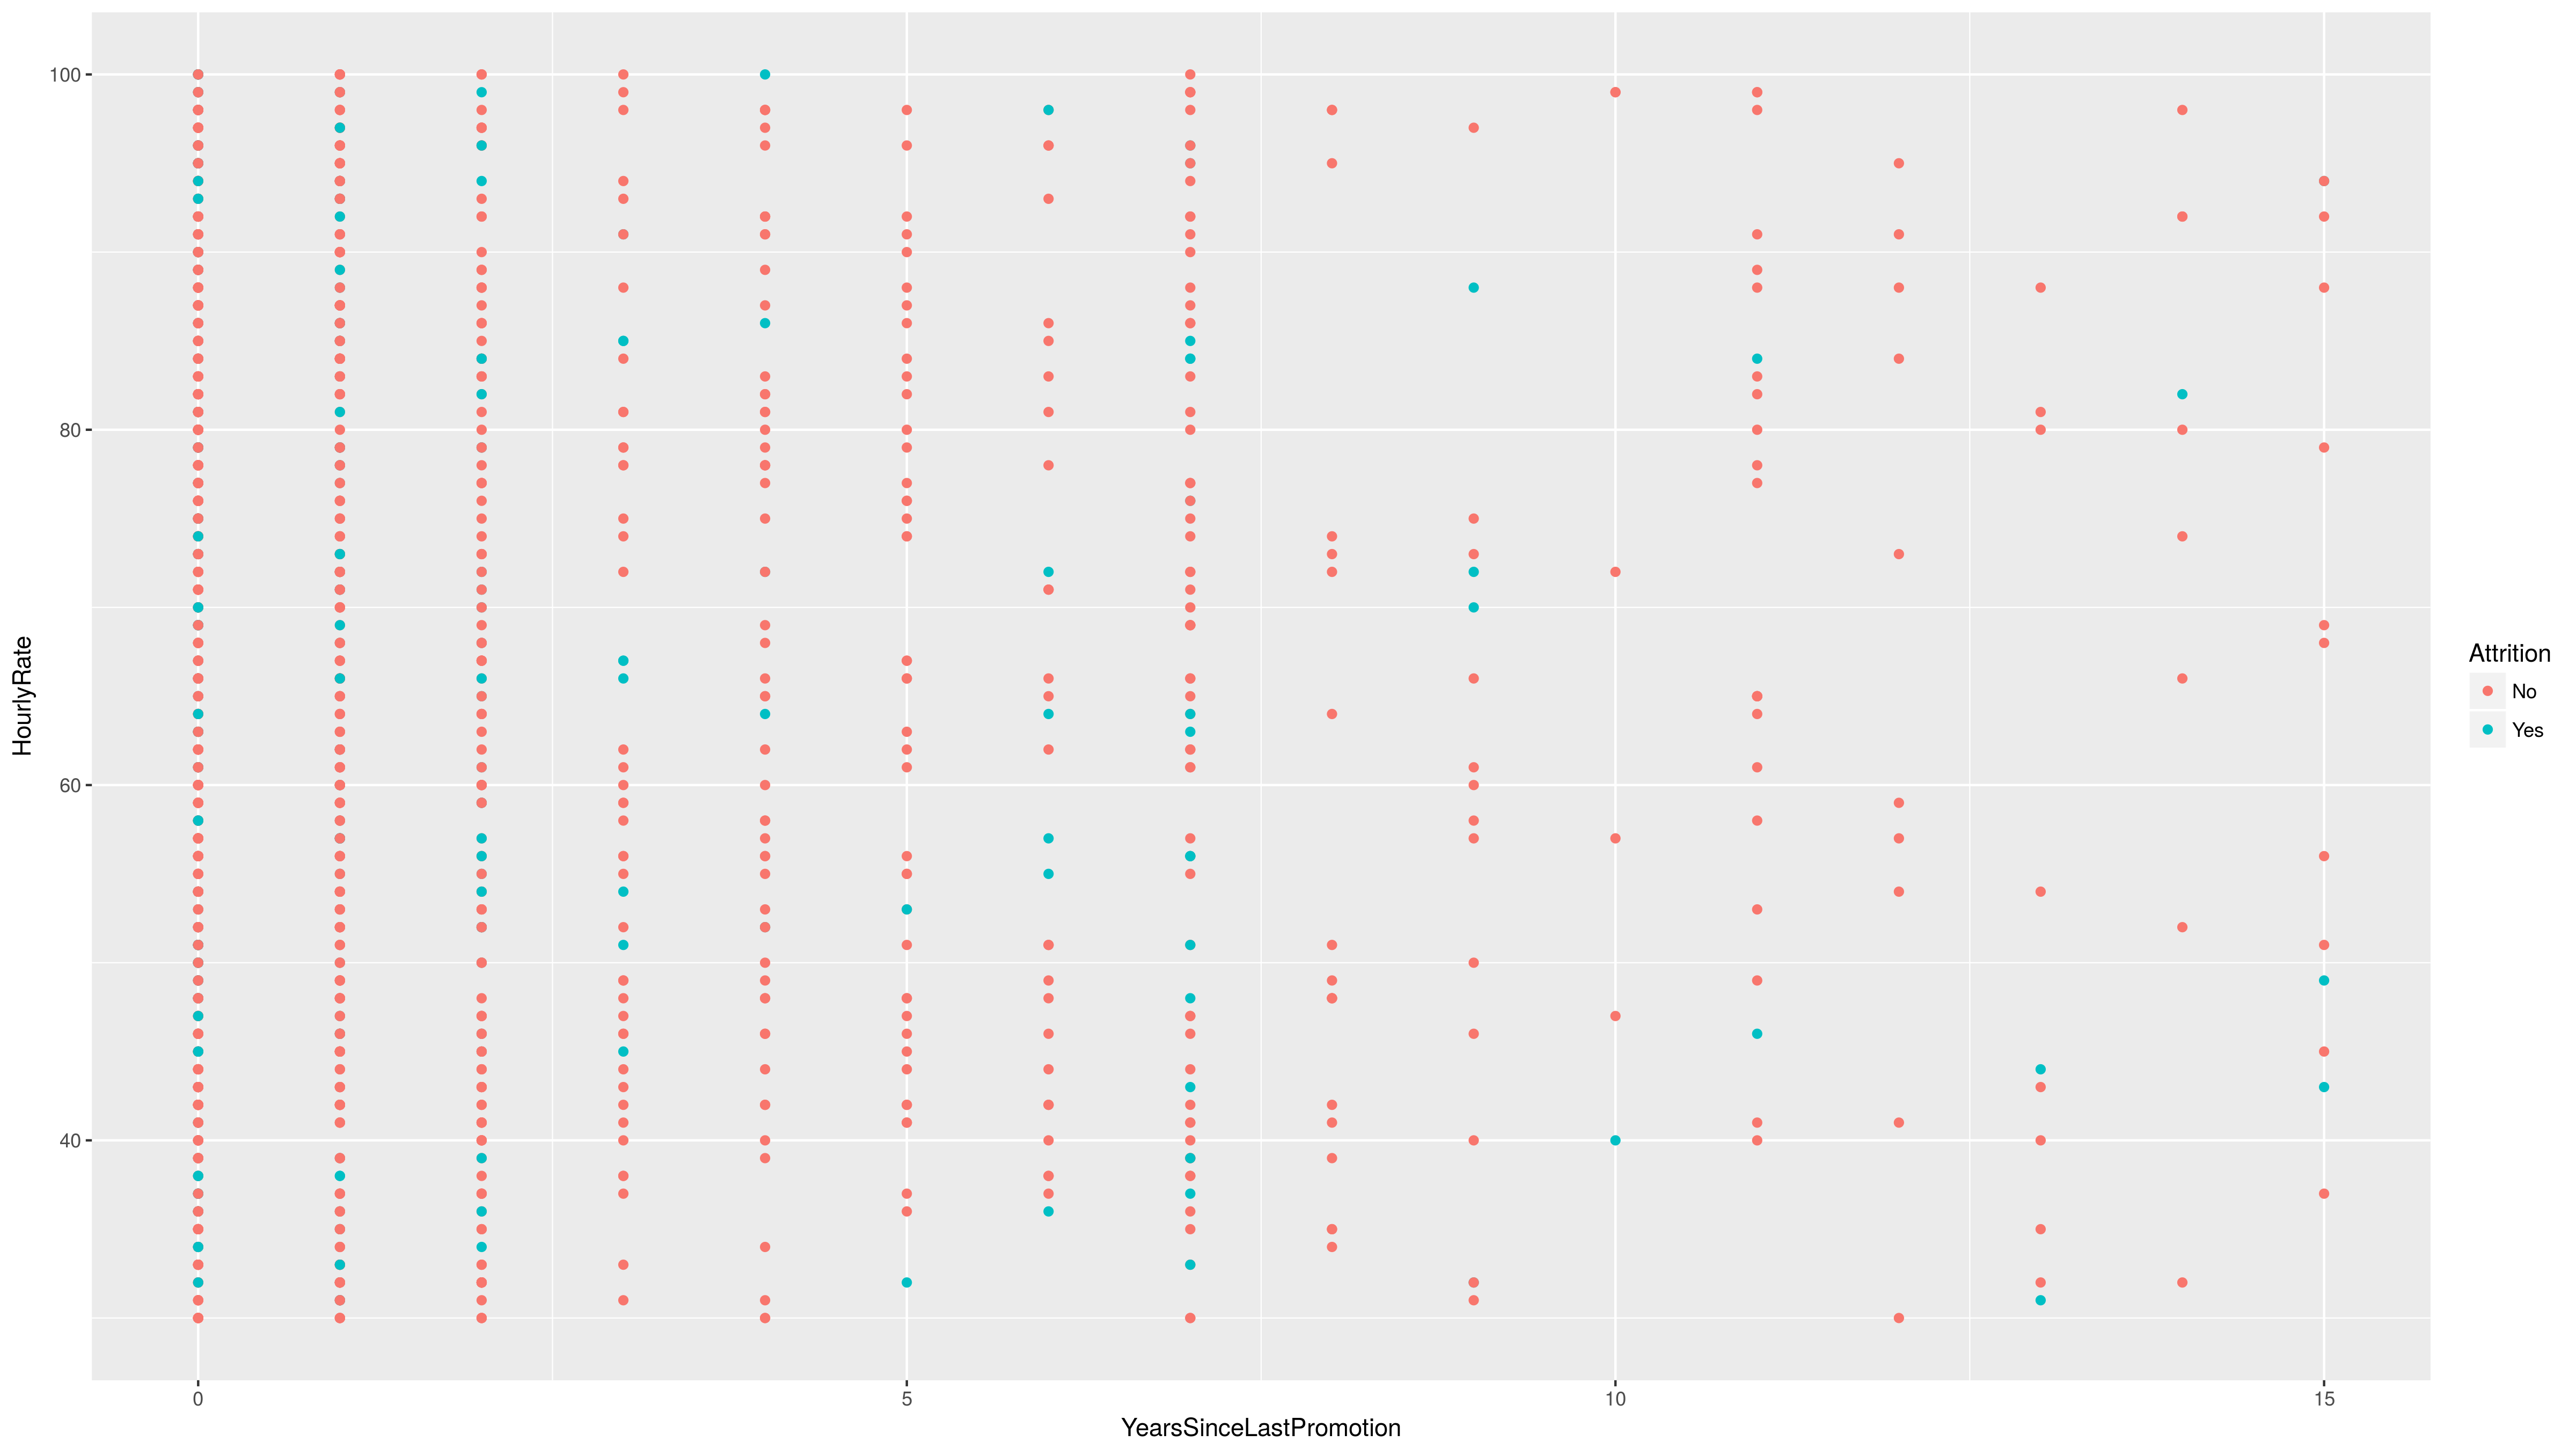 100
80
60
40
HourlyRate
0
5
10
15
YearsSinceLastPromotion
Attrition
No
Yes